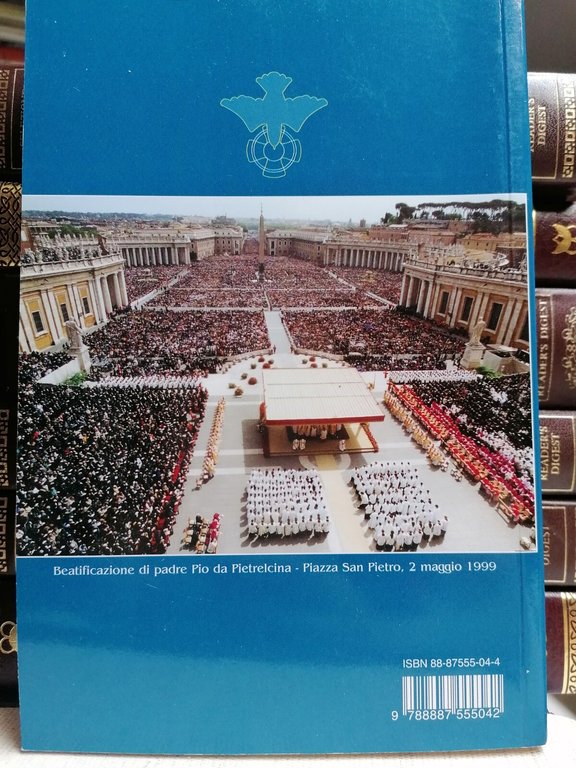 Beatificazione di padre Pio da Pietrelcina - Piazza San Pietro, 2 maggio 1999
ISBN 88-87555-04-4
9 788887 555042
READER'S DIGEST
READER'S DIGEST
READER'S DIGEST
DIGEST